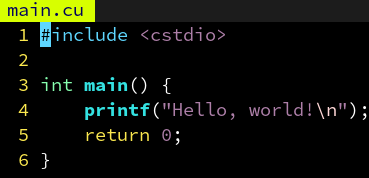 main.cu
1 #include <cstdio>
2
3 int main() {
4     printf("Hello, world!\n");
5     return 0;
6 }